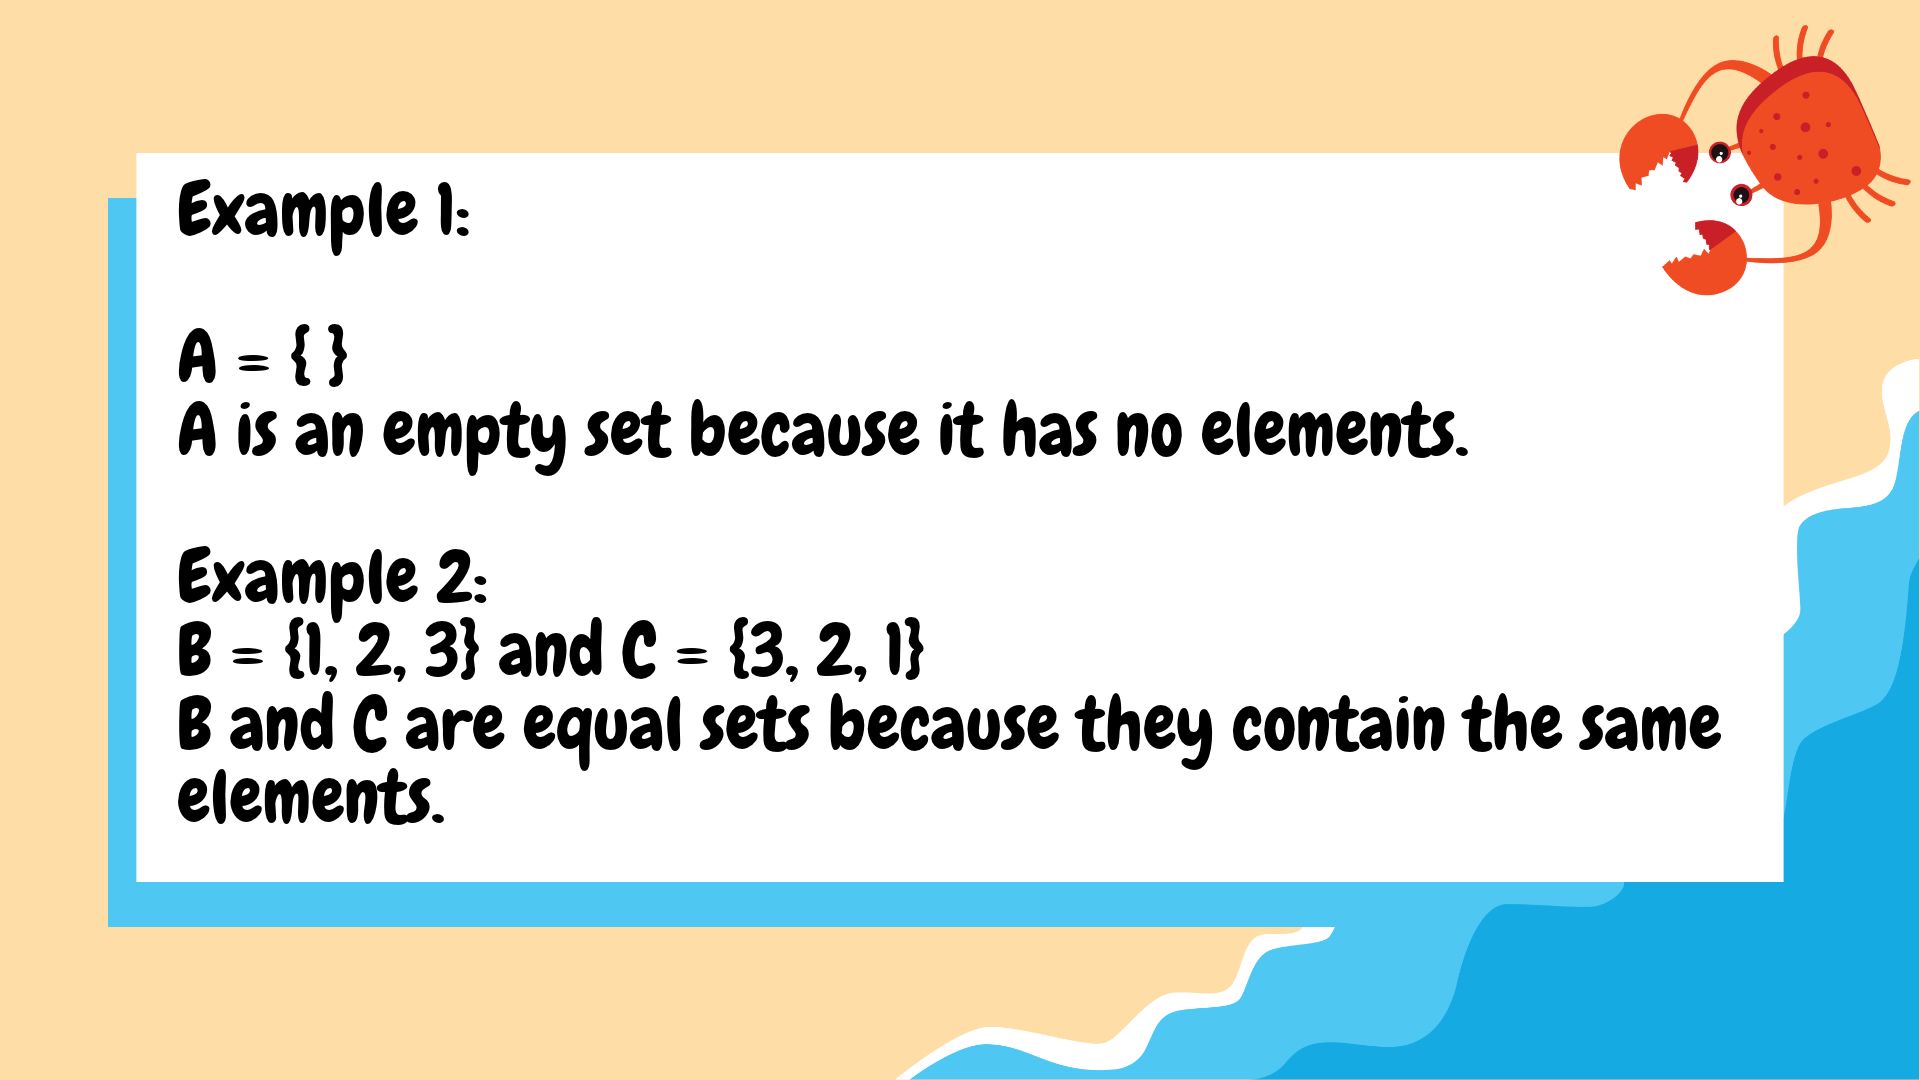 Example 1:
A = { }
A is an empty set because it has no elements.
Example 2:
B = {1, 2, 3} and C = {3, 2, 1}
B and C are equal sets because they contain the same
elements.